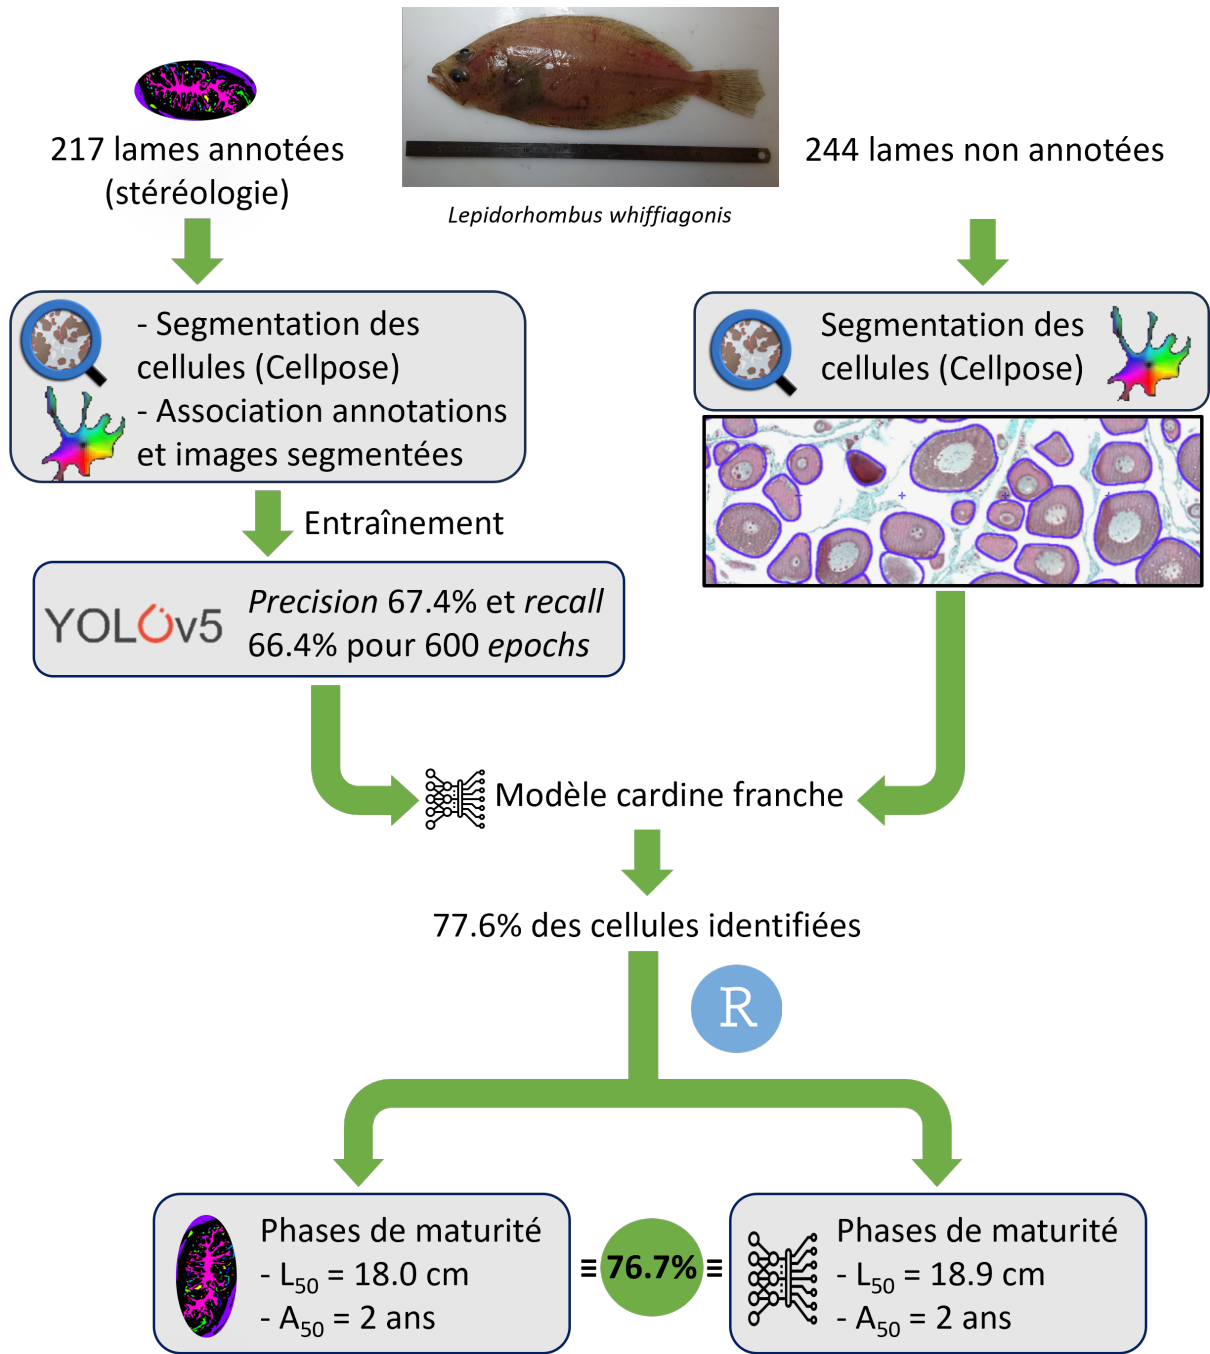 217 lames annotées
(stéréologie)
Lepidorhombus whiffiagonis
244 lames non annotées
- Segmentation des
cellules (Cellpose)
- Association annotations
et images segmentées
Segmentation des
cellules (Cellpose)
Entraînement
YOLOv5
Precision 67.4% et recall
66.4% pour 600 epochs
Modèle cardine franche
77.6% des cellules identifiées
R
Phases de maturité
- L50 = 18.0 cm
- A50 = 2 ans
≡ 76.7% ≡
Phases de maturité
- L50 = 18.9 cm
- A50 = 2 ans